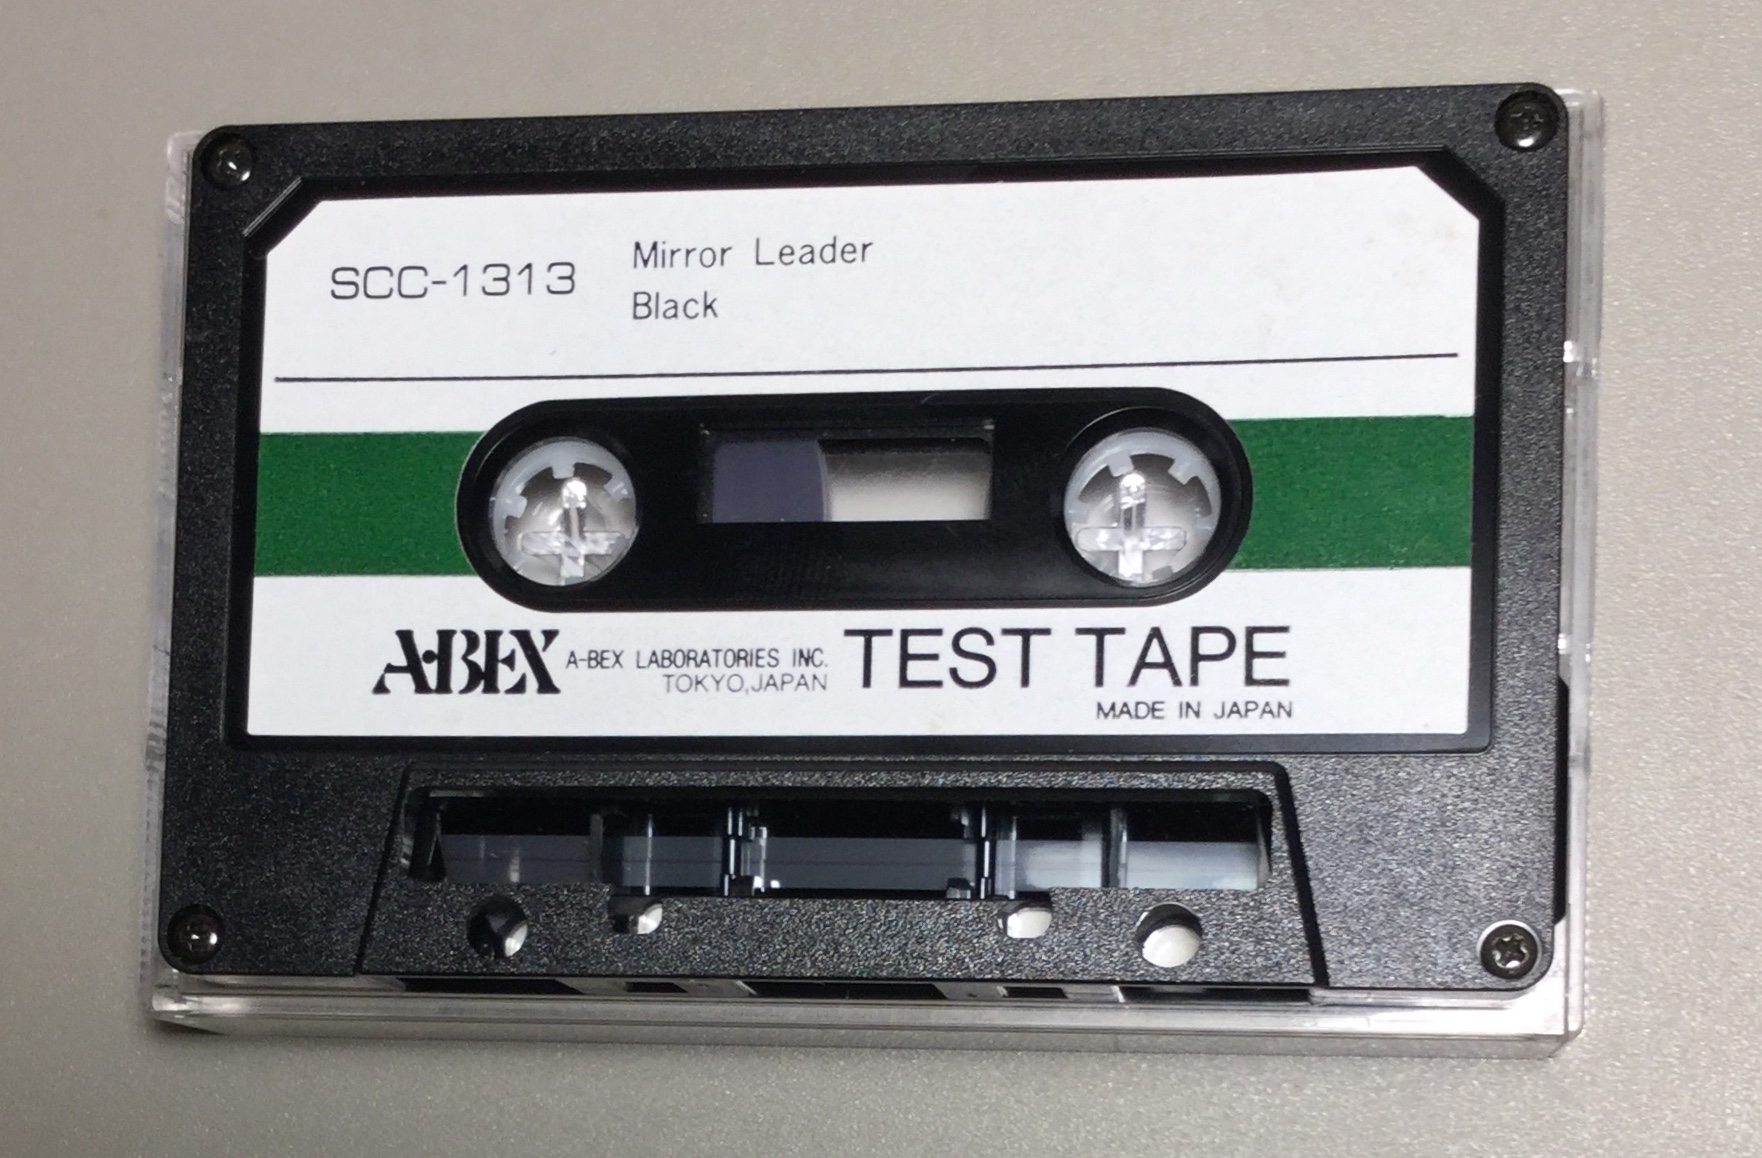 SCC-1313
Mirror Leader
Black
A·BEX
A-BEX LABORATORIES INC.
TOKYO,JAPAN
TEST TAPE
MADE IN JAPAN